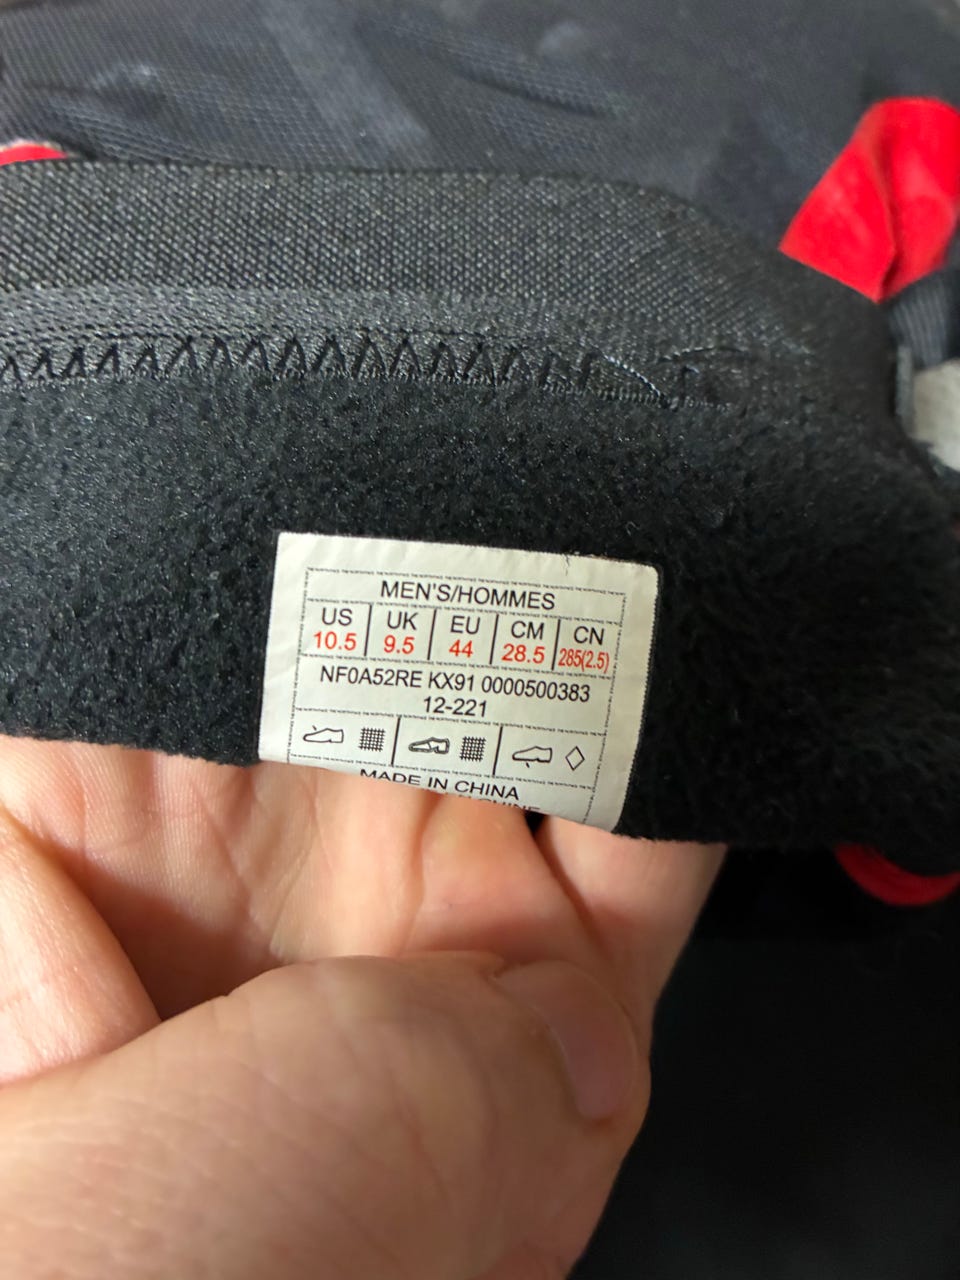 MEN'S/HOMMES
US UK EU CM CN
10.5 9.5 44 28.5 285(2.5)
NF0A52RE KX91 0000500383
12-221
MADE IN CHINA